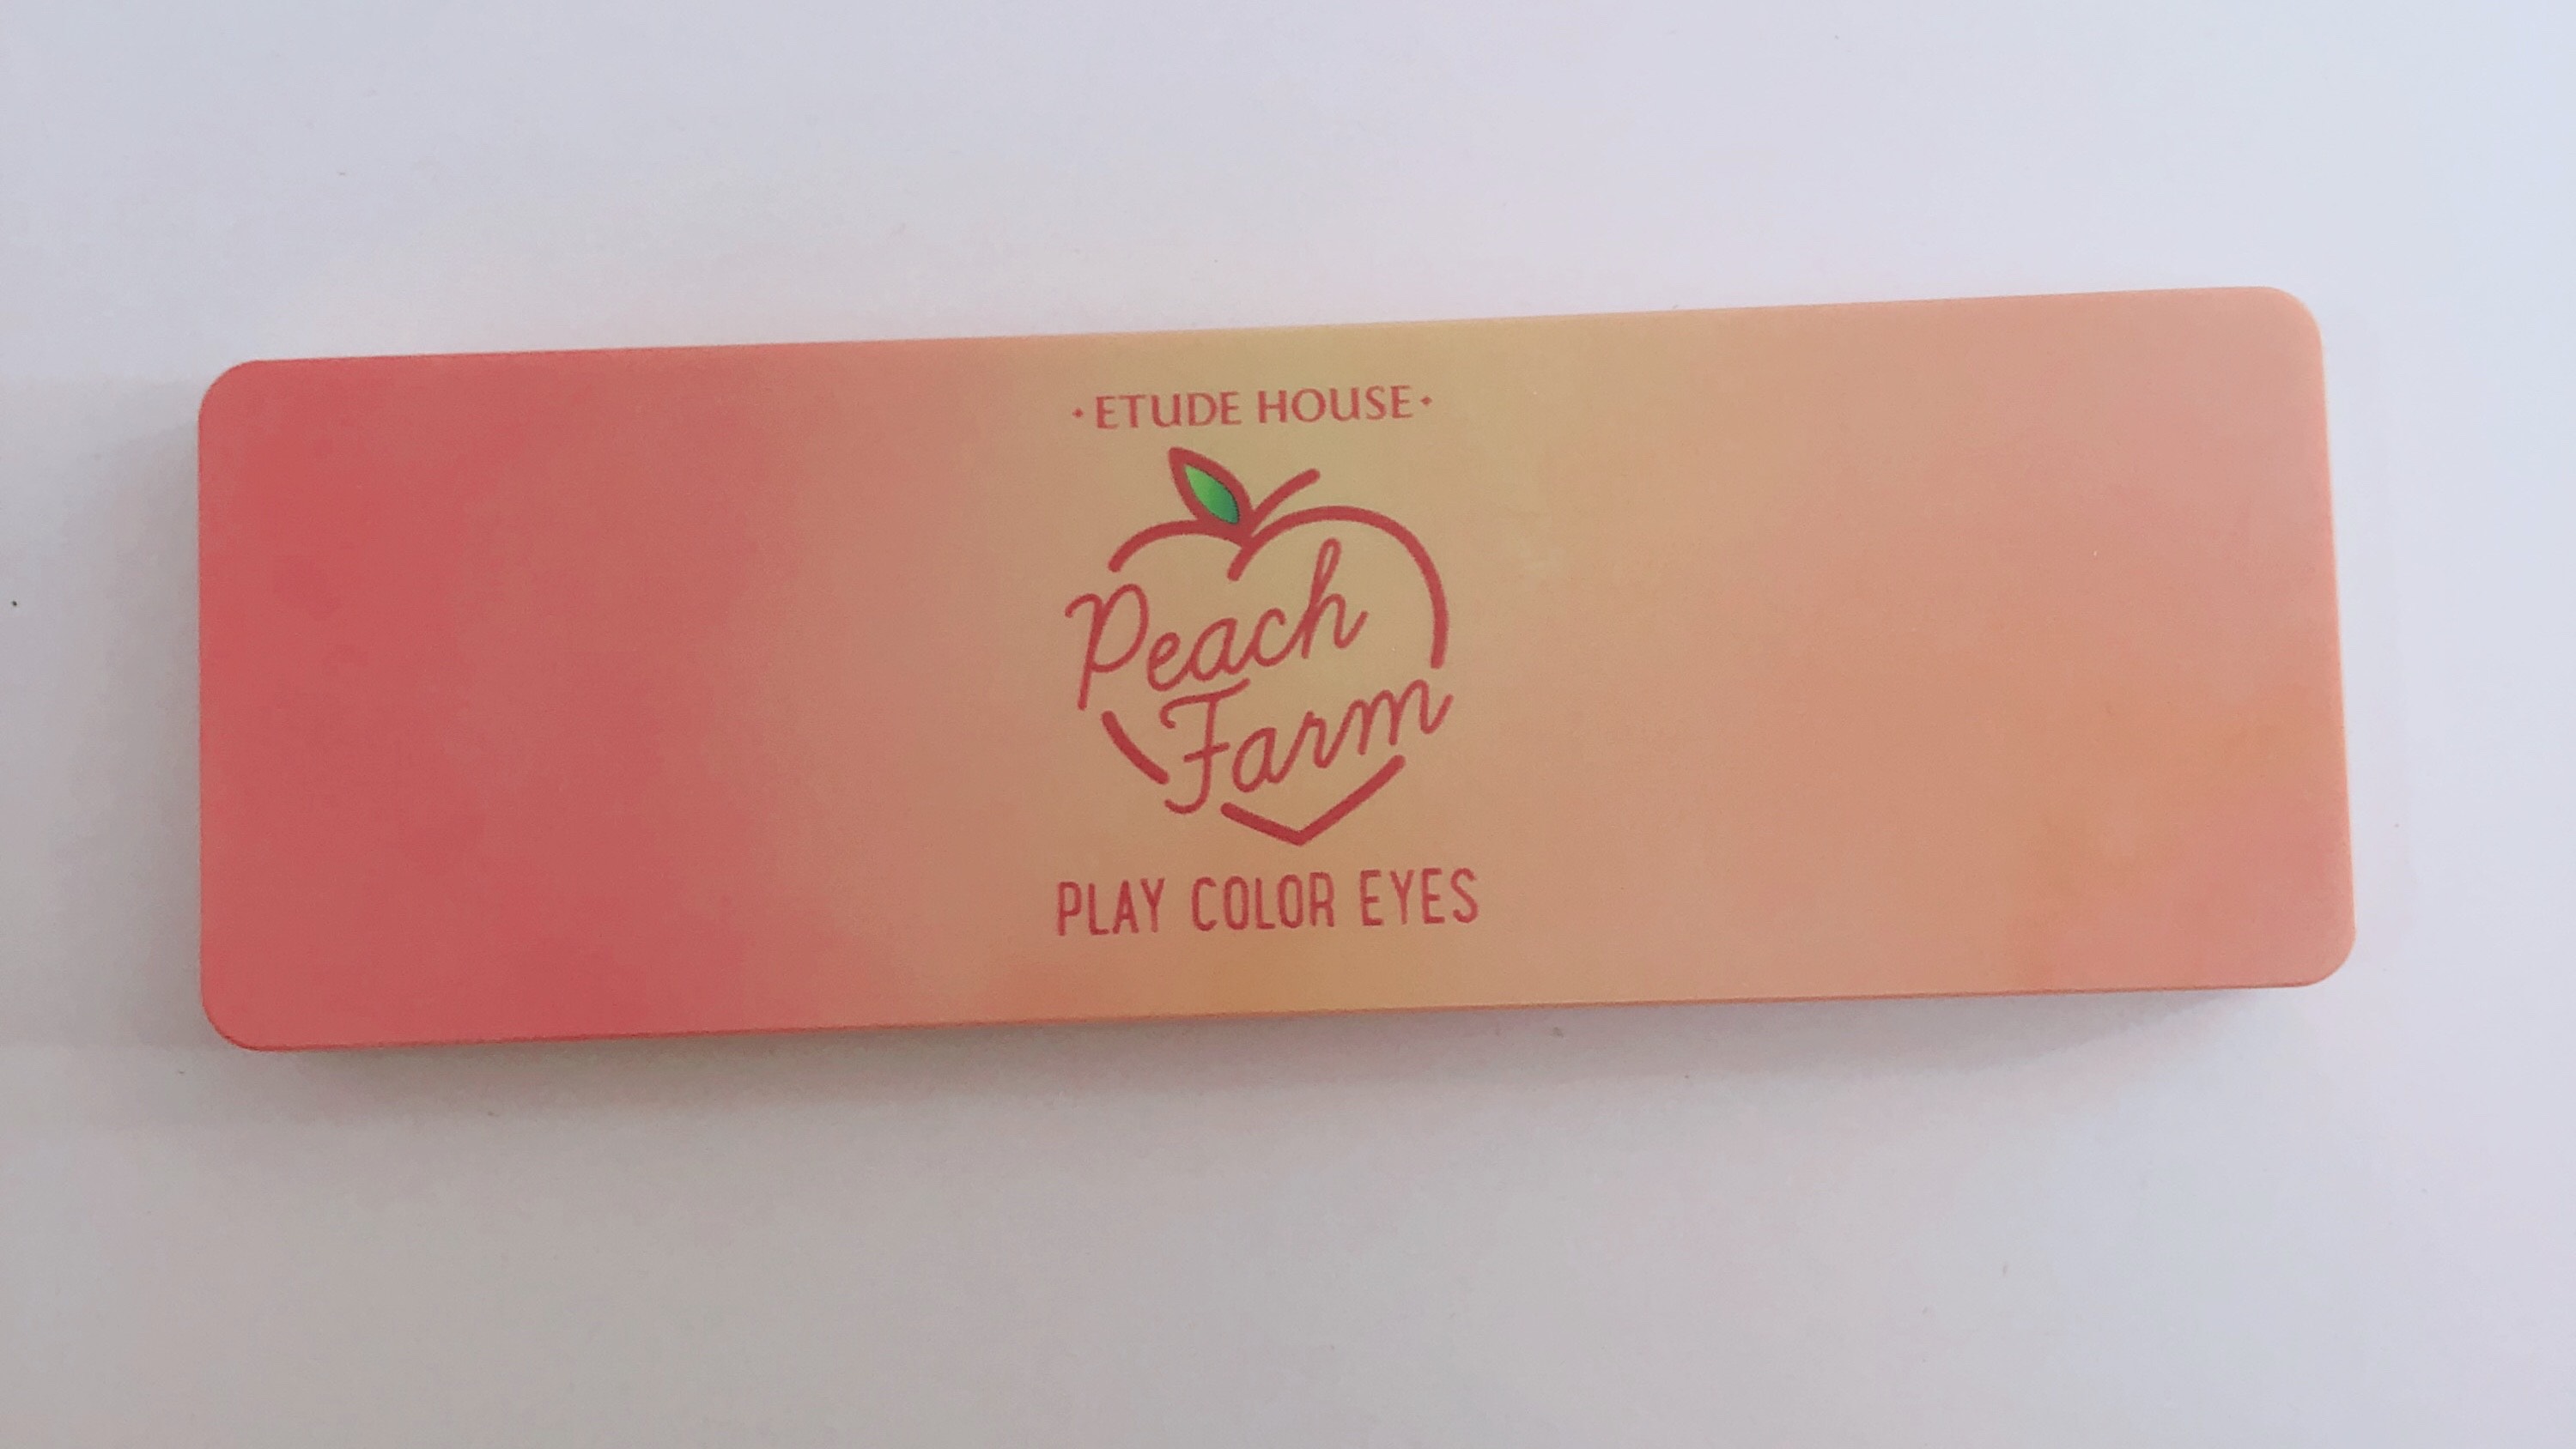 ·ETUDE HOUSE·
Peach
Farm
PLAY COLOR EYES